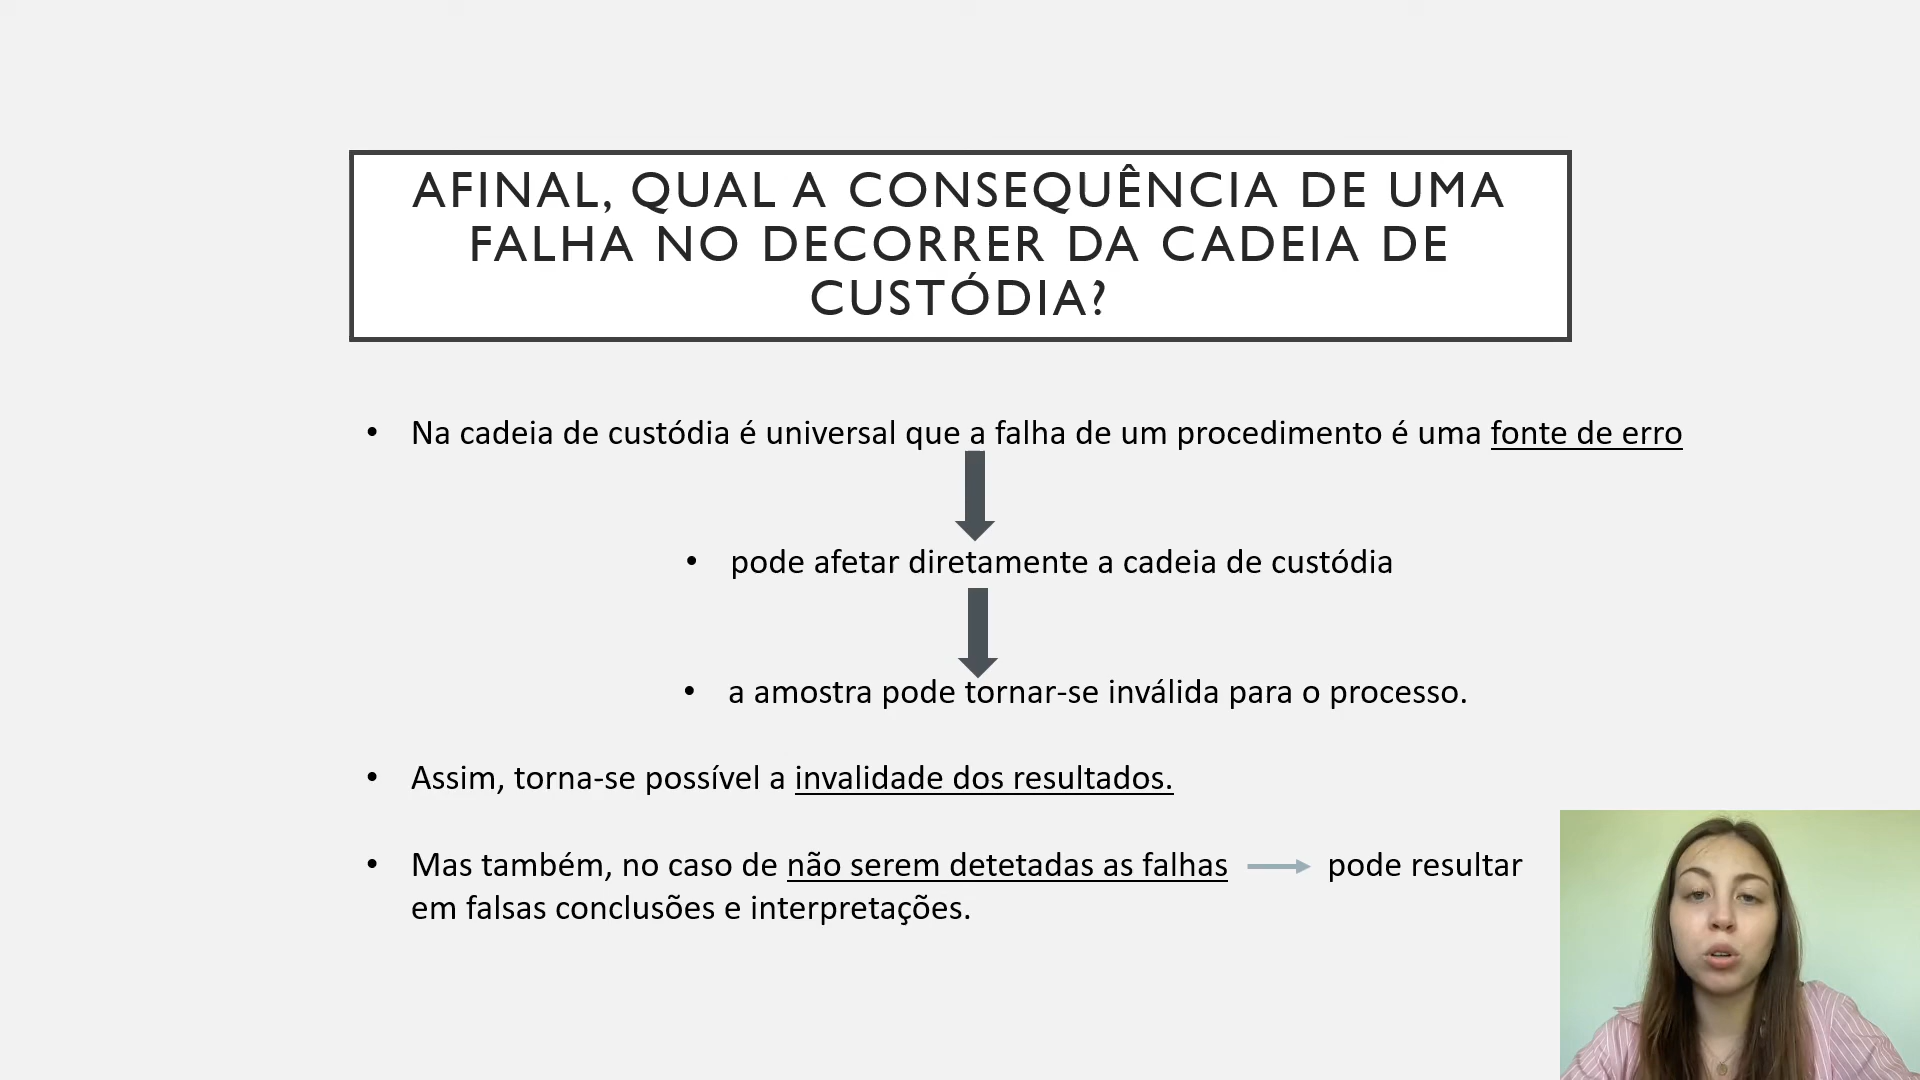 AFINAL, QUAL A CONSEQUÊNCIA DE UMA
FALHA NO DECORRER DA CADEIA DE
CUSTÓDIA?
• Na cadeia de custódia é universal que a falha de um procedimento é uma fonte de erro
• pode afetar diretamente a cadeia de custódia
• a amostra pode tornar-se inválida para o processo.
• Assim, torna-se possível a invalidade dos resultados.
• Mas também, no caso de não serem detetadas as falhas → pode resultar
em falsas conclusões e interpretações.